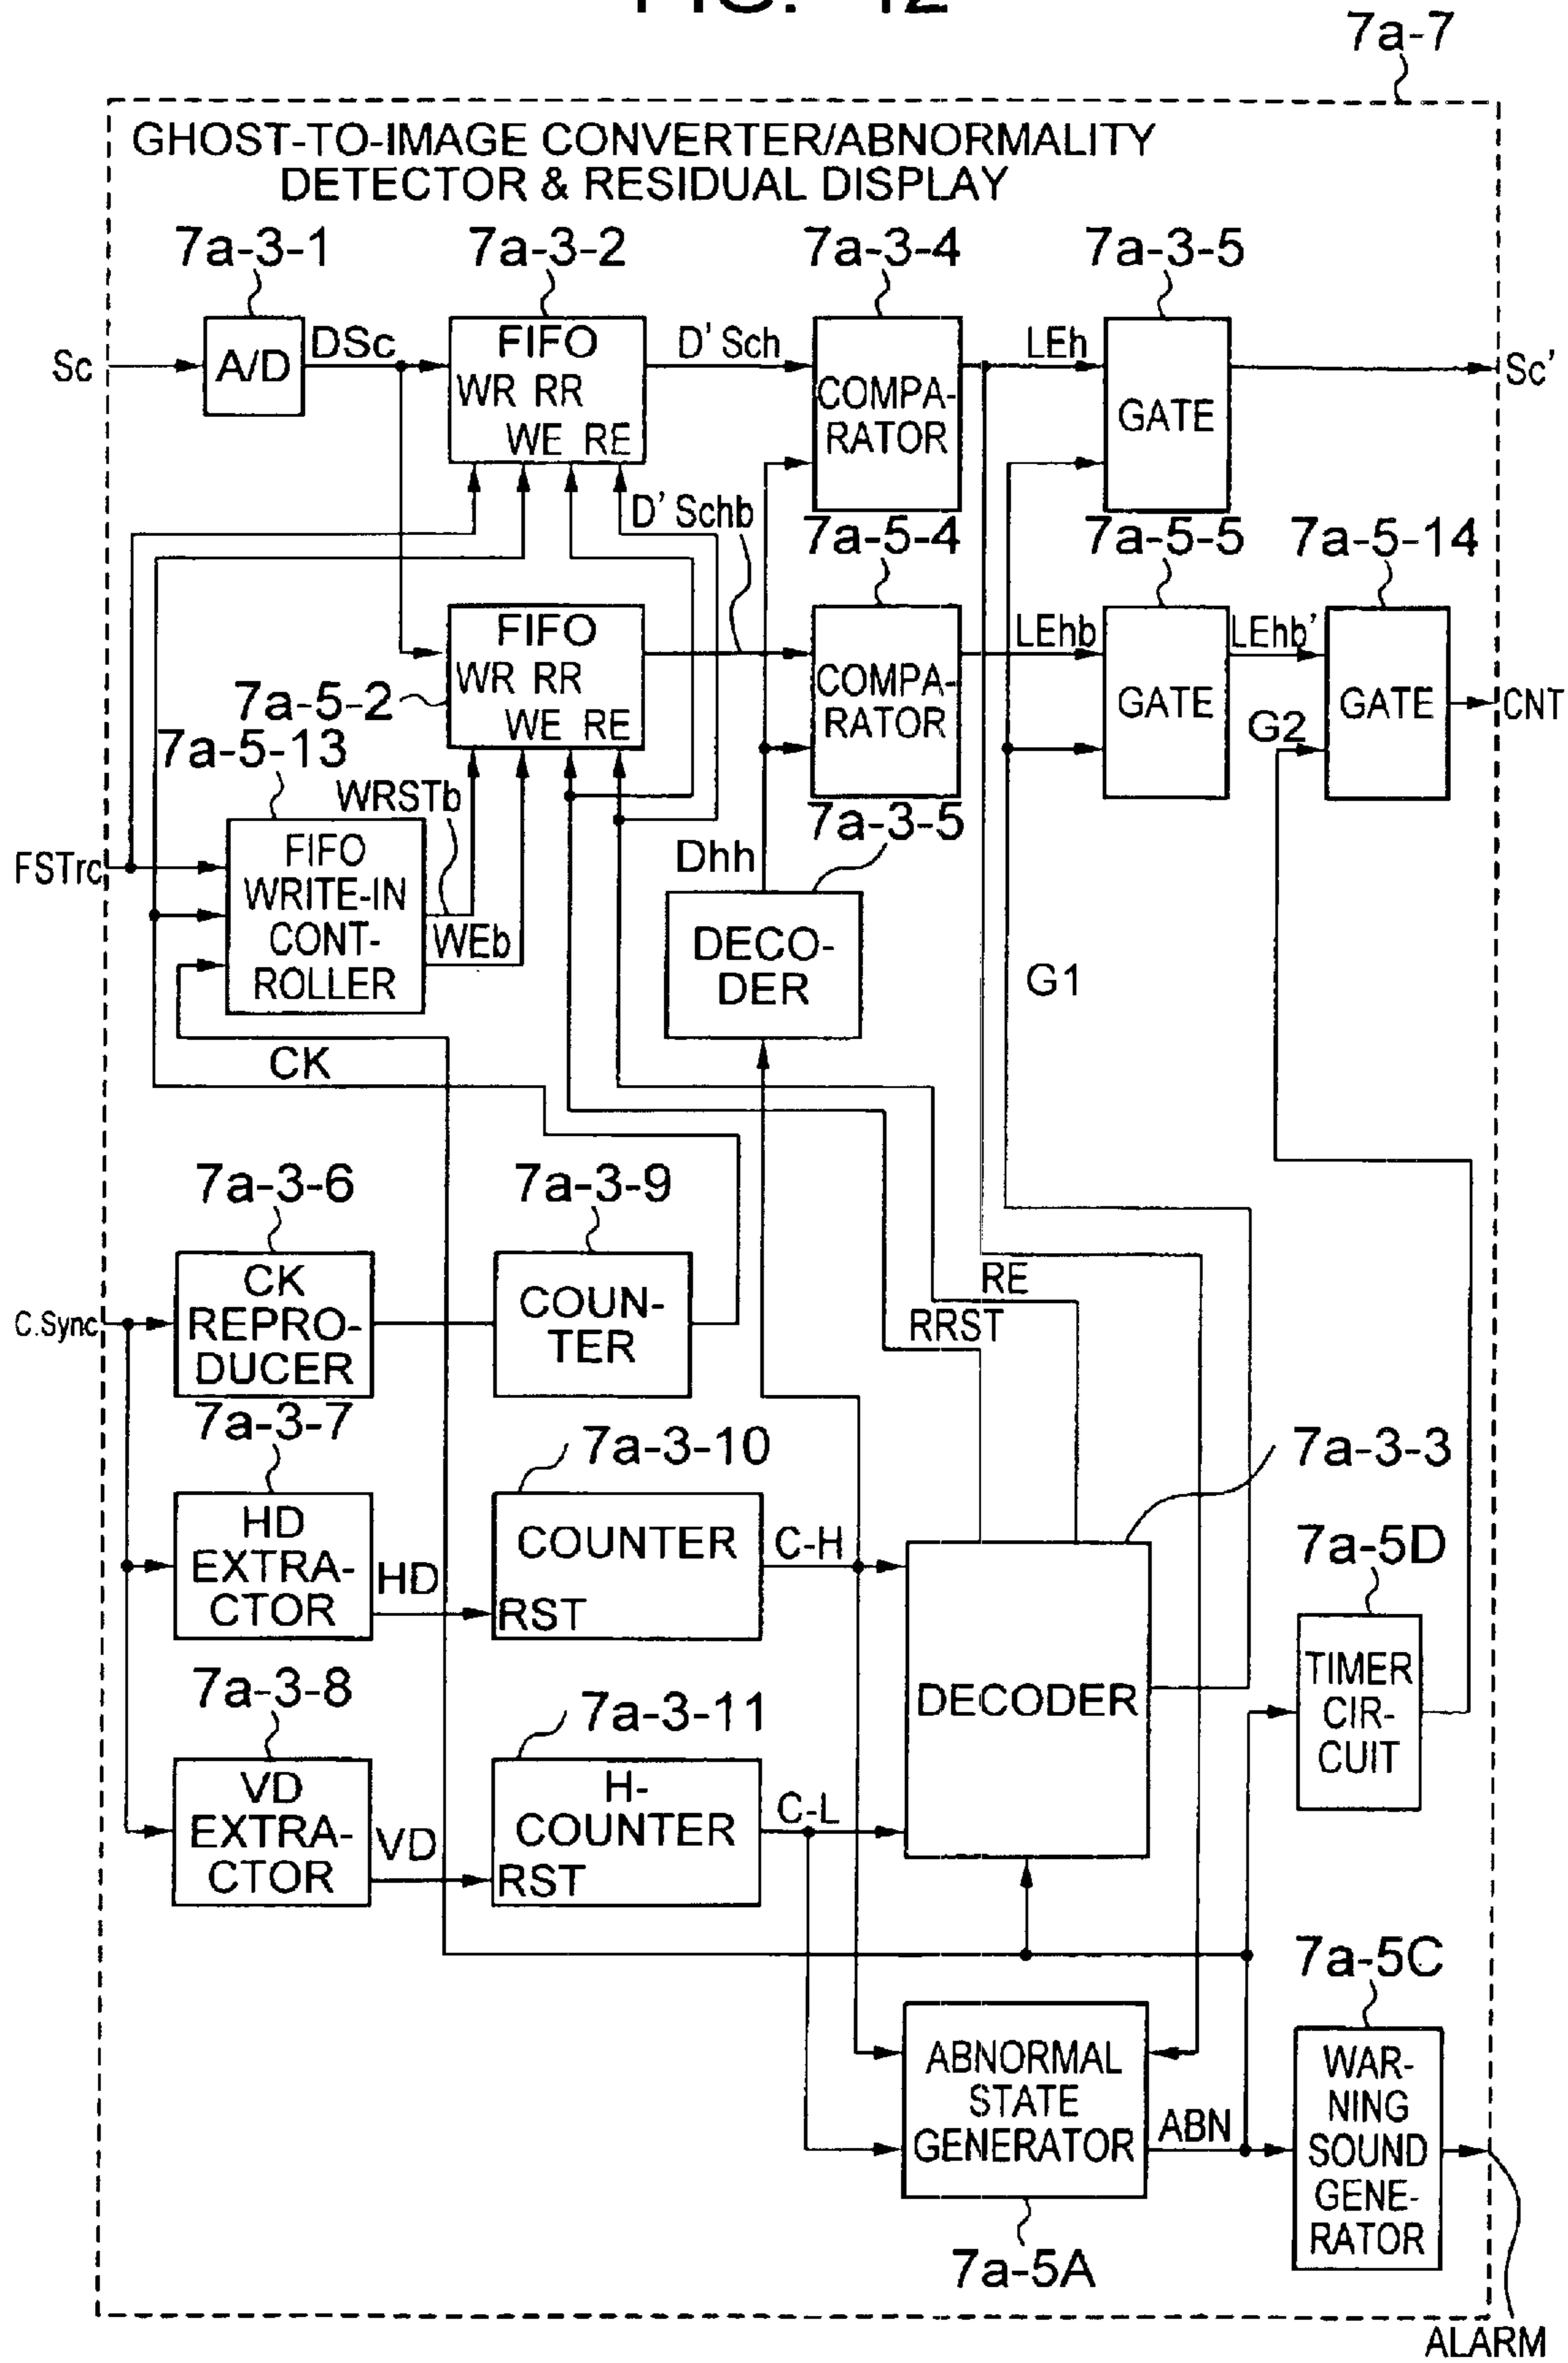 FIG. 42
7a-7
GHOST-TO-IMAGE CONVERTER/ABNORMALITY
DETECTOR & RESIDUAL DISPLAY
7a-3-1
7a-3-2
7a-3-4
7a-3-5
Sc
A/D
DSc
FIFO
WR RR
WE RE
D' Sch
COMPA-
RATOR
LEh
GATE
Sc'
D' Schb
7a-5-4
7a-5-5
7a-5-14
7a-5-2
FIFO
WR RR
WE RE
COMPA-
RATOR
LEhb
GATE
LEhb'
G2
GATE
CNT
7a-5-13
WRSTb
7a-3-5
FSTrc
FIFO
WRITE-IN
CONT-
ROLLER
WEb
Dhh
DECO-
DER
G1
CK
7a-3-6
7a-3-9
C.Sync
CK
REPRO-
DUCER
COUN-
TER
RE
RRST
7a-3-7
7a-3-10
7a-3-3
HD
EXTRA-
CTOR
HD
COUNTER
RST
C-H
7a-5D
DECODER
TIMER
CIR-
CUIT
7a-3-8
7a-3-11
VD
EXTRA-
CTOR
VD
H-
COUNTER
RST
C-L
7a-5C
ABNORMAL
STATE
GENERATOR
ABN
WAR-
NING
SOUND
GENE-
RATOR
7a-5A
ALARM